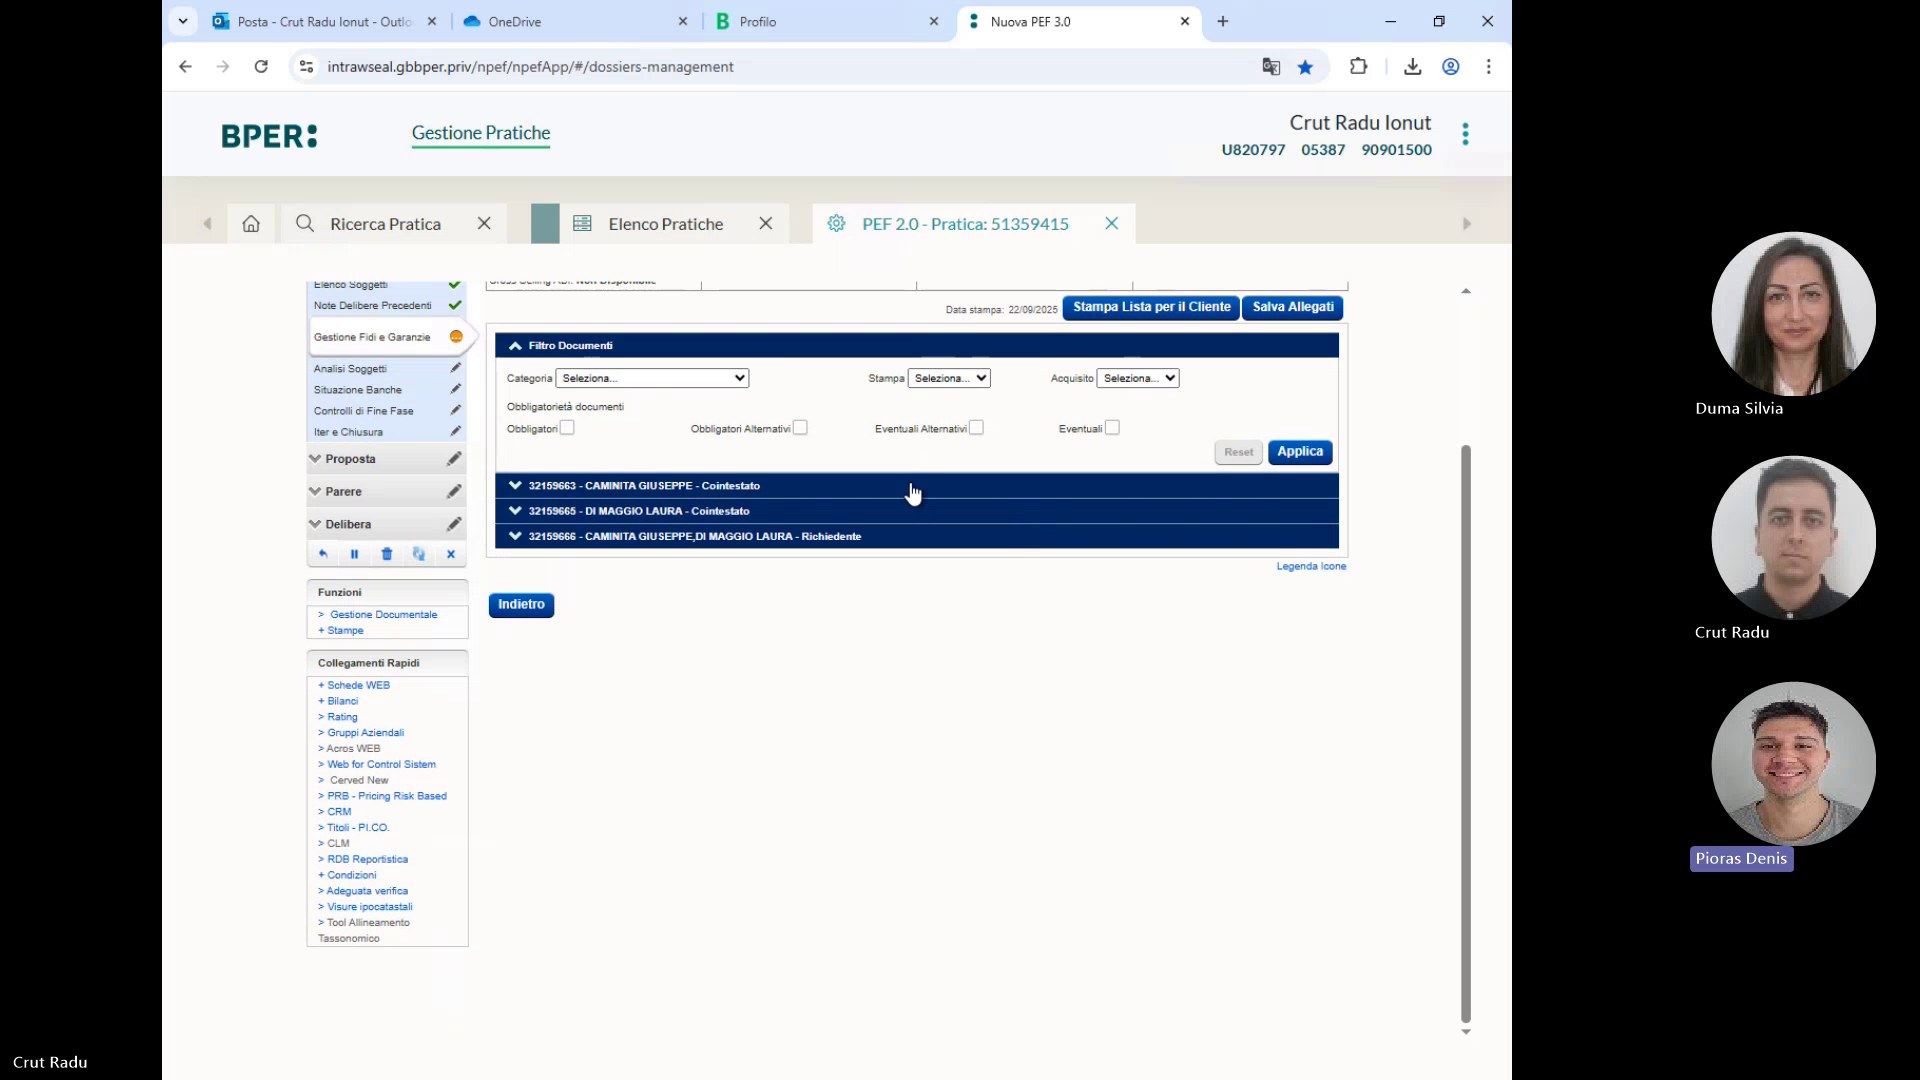 Posta - Crut Radu Ionut - Outlo
OneDrive
Profilo
Nuova PEF 3.0
intrawseal.gbbper.priv/npef/npefApp/#/dossiers-management
BPER:
Gestione Pratiche
Crut Radu Ionut
U820797 05387 90901500
Ricerca Pratica
Elenco Pratiche
PEF 2.0 - Pratica: 51359415
Elenco Soggetti
Note Delibere Precedenti
Gestione Fidi e Garanzie
Analisi Soggetti
Situazione Banche
Controlli di Fine Fase
Iter e Chiusura
Proposta
Parere
Delibera
Funzioni
> Gestione Documentale
+ Stampe
Collegamenti Rapidi
+ Schede WEB
+ Bilanci
> Rating
> Gruppi Aziendali
> Acros WEB
> Web for Control Sistem
> Cerved New
> PRB - Pricing Risk Based
> CRM
> Titoli - PI.CO.
> CLM
> RDB Reportistica
+ Condizioni
> Adeguata verifica
> Visure ipocatastali
> Tool Allineamento
Tassonomico
Cross Selling ABI: Non Disponibile
Data stampa: 22/09/2025
Stampa Lista per il Cliente
Salva Allegati
Filtro Documenti
Categoria Seleziona...
Stampa Seleziona...
Acquisito Seleziona...
Obbligatorietà documenti
Obbligatori
Obbligatori Alternativi
Eventuali Alternativi
Eventuali
Reset
Applica
32159663 - CAMINITA GIUSEPPE - Cointestato
32159665 - DI MAGGIO LAURA - Cointestato
32159666 - CAMINITA GIUSEPPE,DI MAGGIO LAURA - Richiedente
Legenda Icone
Indietro
Duma Silvia
Crut Radu
Pioras Denis
Crut Radu